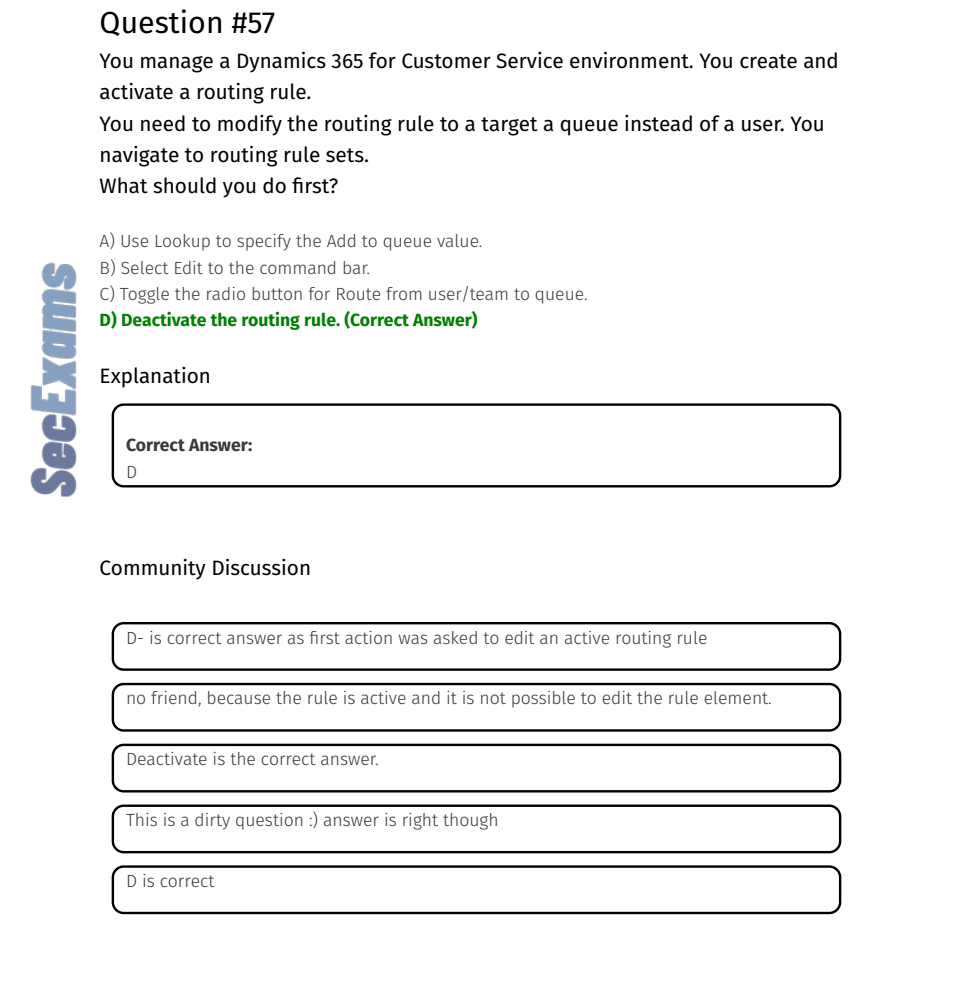 Question #57
You manage a Dynamics 365 for Customer Service environment. You create and
activate a routing rule.
You need to modify the routing rule to a target a queue instead of a user. You
navigate to routing rule sets.
What should you do first?
A) Use Lookup to specify the Add to queue value.
B) Select Edit to the command bar.
C) Toggle the radio button for Route from user/team to queue.
D) Deactivate the routing rule. (Correct Answer)
SecExams
Explanation
Correct Answer:
D
Community Discussion
D- is correct answer as first action was asked to edit an active routing rule
no friend, because the rule is active and it is not possible to edit the rule element.
Deactivate is the correct answer.
This is a dirty question :) answer is right though
D is correct